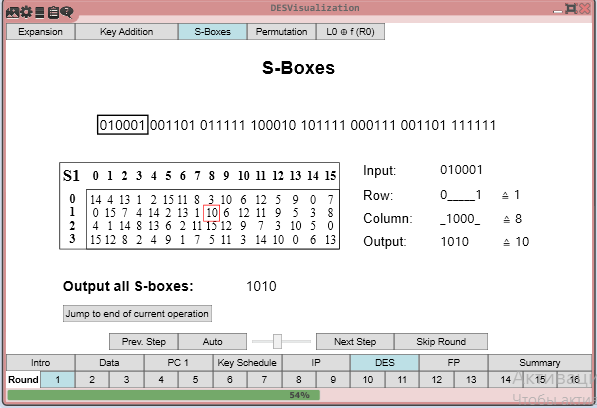 DESVisualization
Expansion Key Addition S-Boxes Permutation L0 ⊕ f (R0)
S-Boxes
010001 001101 011111 100010 101111 000111 001101 111111
S1 0 1 2 3 4 5 6 7 8 9 10 11 12 13 14 15
0 14 4 13 1 2 15 11 8 3 10 6 12 5 9 0 7
1 0 15 7 4 14 2 13 1 10 6 12 11 9 5 3 8
2 4 1 14 8 13 6 2 11 15 12 9 7 3 10 5 0
3 15 12 8 2 4 9 1 7 5 11 3 14 10 0 6 13
Input: 010001
Row: 0_____1 ≙ 1
Column: _1000_ ≙ 8
Output: 1010 ≙ 10
Output all S-boxes: 1010
Jump to end of current operation
Prev. Step Auto Next Step Skip Round
Intro Data PC 1 Key Schedule IP DES FP Summary
Round 1 2 3 4 5 6 7 8 9 10 11 12 13 14 15 16
54%
Активаци
Чтобы актив